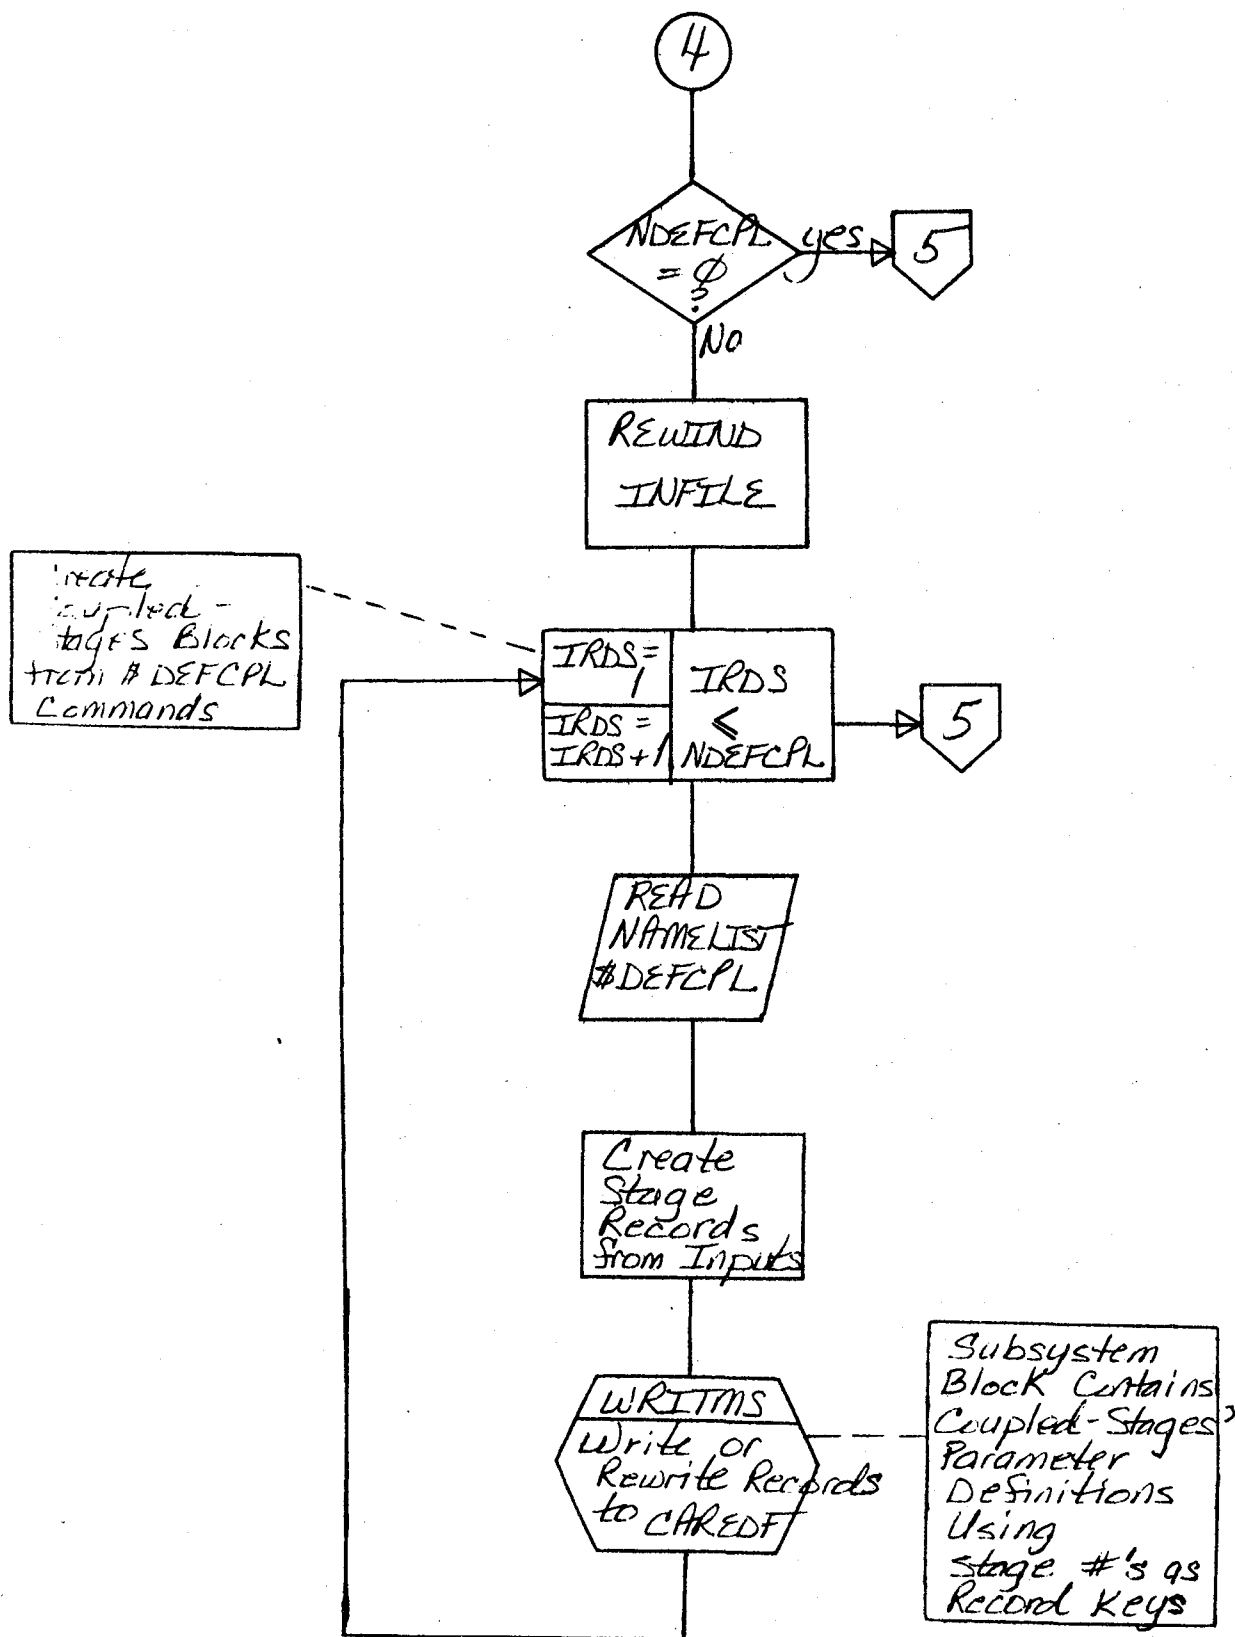 4
NDEFCPL
= Ø
?
yes
5
No
REWIND
INFILE
Blocks
from $ DEFCPL
Commands
IRDS =
1
IRDS =
IRDS + 1
IRDS
≤
NDEFCPL
5
READ
NAMELIST
$DEFCPL
Create
Stage
Records
from Inputs
WRITMS
Write or
Rewrite Records
to CAREDF
Subsystem
Block Contains
Coupled-Stages'
Parameter
Definitions
Using
Stage #'s as
Record Keys